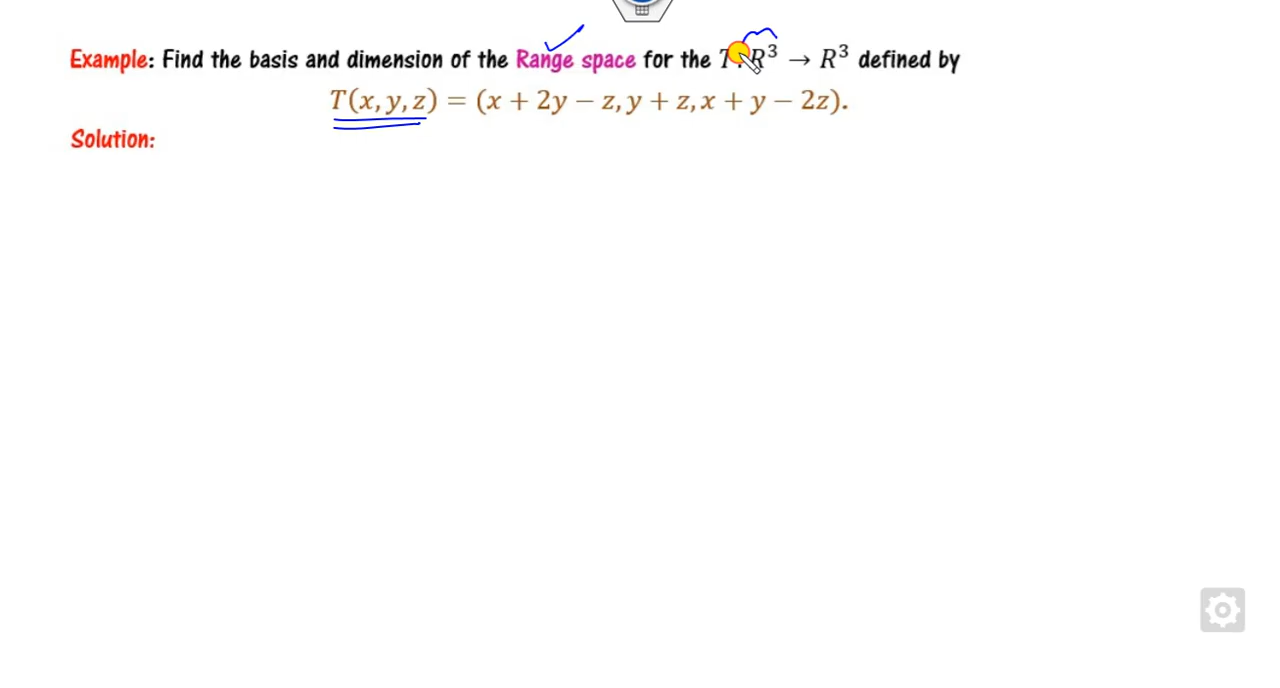 Example: Find the basis and dimension of the Range space for the T: R³ → R³ defined by
T(x, y, z) = (x + 2y − z, y + z, x + y − 2z).
Solution: